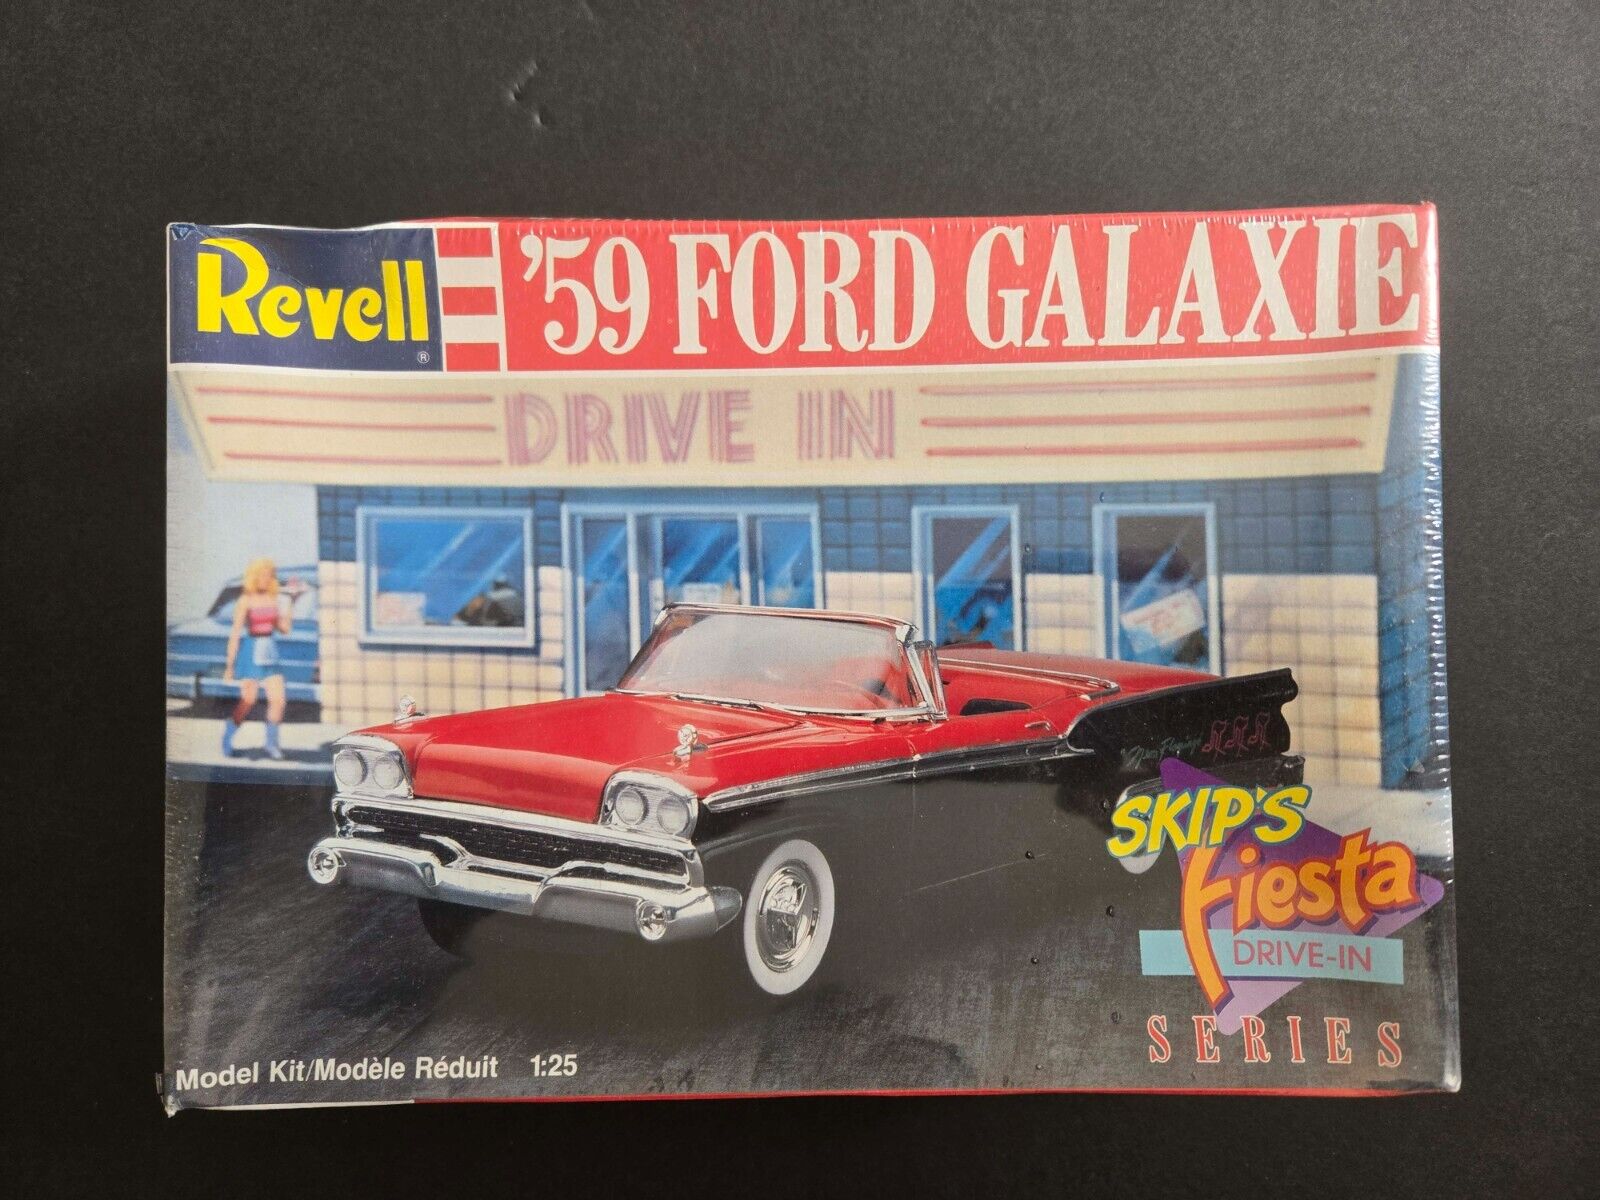 Revell®
'59 FORD GALAXIE
DRIVE IN
SKIP'S
Fiesta
DRIVE-IN
SERIES
Model Kit/Modèle Réduit 1:25